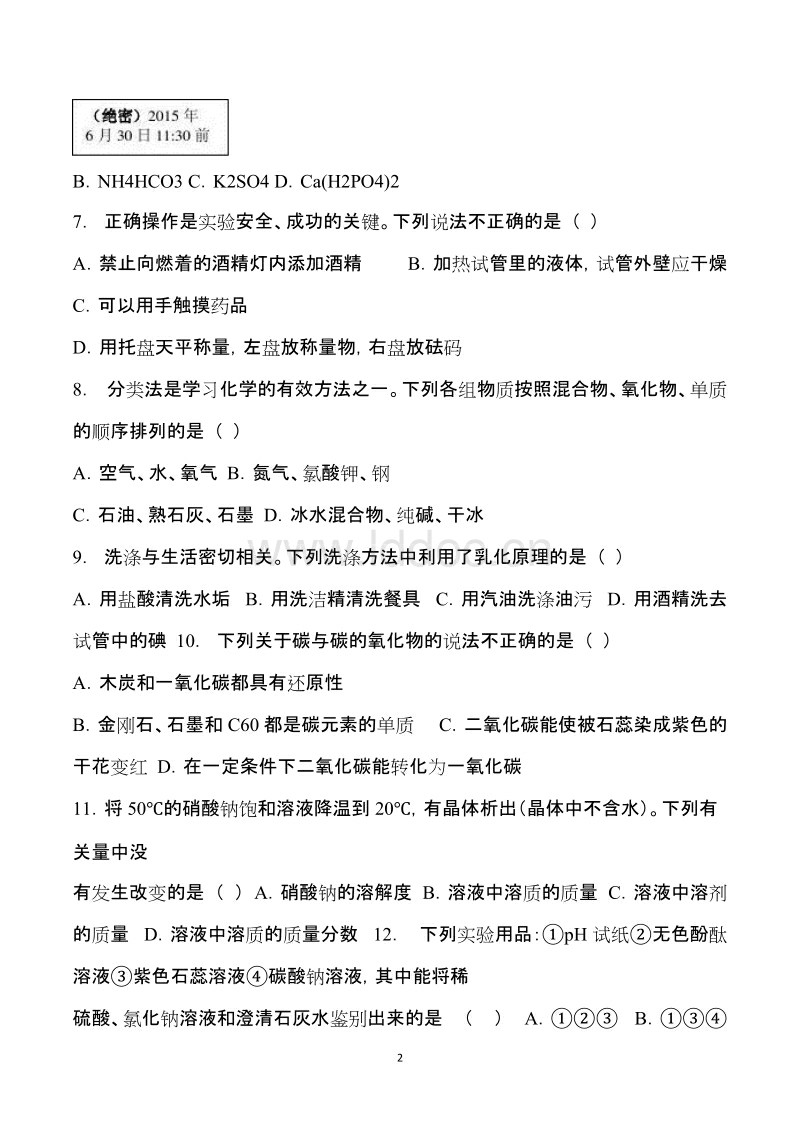 （绝密）2015 年
6 月 30 日 11:30 前
B. NH4HCO3 C. K2SO4 D. Ca(H2PO4)2
7. 正确操作是实验安全、成功的关键。下列说法不正确的是（ ）
A. 禁止向燃着的酒精灯内添加酒精 B. 加热试管里的液体，试管外壁应干燥
C. 可以用手触摸药品
D. 用托盘天平称量，左盘放称量物，右盘放砝码
8. 分类法是学习化学的有效方法之一。下列各组物质按照混合物、氧化物、单质
的顺序排列的是（ ）
A. 空气、水、氧气 B. 氮气、氯酸钾、钢
C. 石油、熟石灰、石墨 D. 冰水混合物、纯碱、干冰
www.lddoc.cn
9. 洗涤与生活密切相关。下列洗涤方法中利用了乳化原理的是（ ）
A. 用盐酸清洗水垢 B. 用洗洁精清洗餐具 C. 用汽油洗涤油污 D. 用酒精洗去
试管中的碘 10. 下列关于碳与碳的氧化物的说法不正确的是（ ）
A. 木炭和一氧化碳都具有还原性
B. 金刚石、石墨和 C60 都是碳元素的单质 C. 二氧化碳能使被石蕊染成紫色的
干花变红 D. 在一定条件下二氧化碳能转化为一氧化碳
11. 将 50℃的硝酸钠饱和溶液降温到 20℃，有晶体析出（晶体中不含水）。下列有
关量中没
有发生改变的是（ ）A. 硝酸钠的溶解度 B. 溶液中溶质的质量 C. 溶液中溶剂
的质量 D. 溶液中溶质的质量分数 12. 下列实验用品：①pH 试纸②无色酚酞
溶液③紫色石蕊溶液④碳酸钠溶液，其中能将稀
硫酸、氯化钠溶液和澄清石灰水鉴别出来的是 （ ） A. ①②③ B. ①③④
2